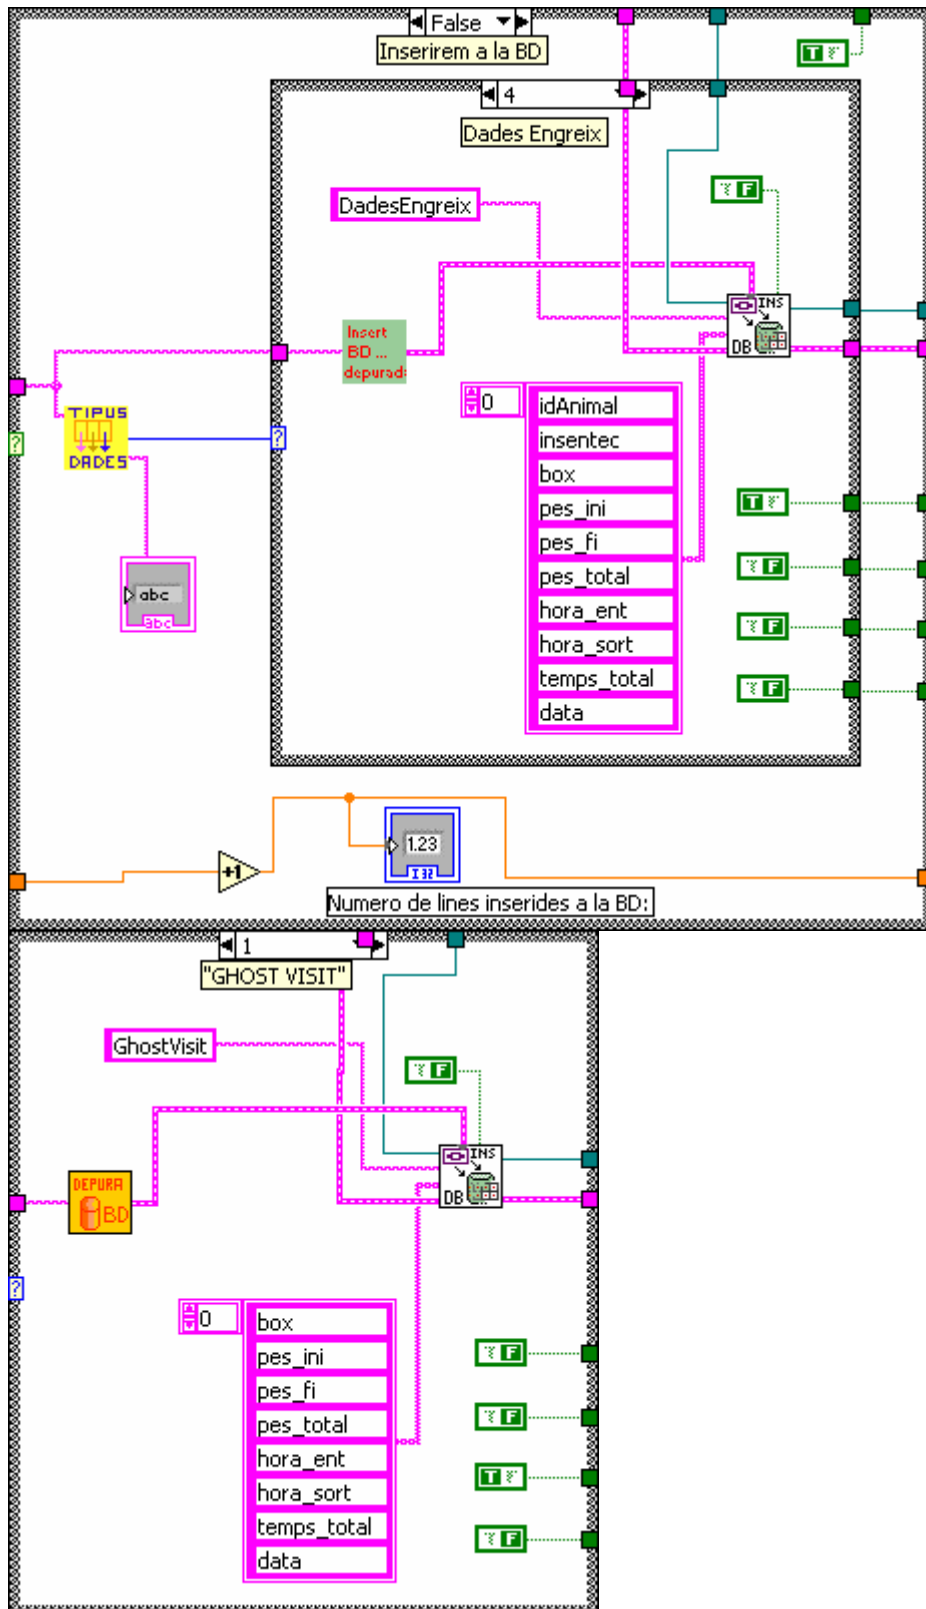 False
Inserirem a la BD
T
4
Dades Engreix
F
DadesEngreix
INS
DB
Insert
BD ...
depurad
TIPUS
DADES
abc
abc
0
idAnimal
insentec
box
pes_ini
pes_fi
pes_total
hora_ent
hora_sort
temps_total
data
T
F
F
F
?
?
+1
1.23
I32
Numero de lines inserides a la BD:
1
"GHOST VISIT"
GhostVisit
F
INS
DB
DEPURA
BD
?
0
box
pes_ini
pes_fi
pes_total
hora_ent
hora_sort
temps_total
data
F
F
T
F